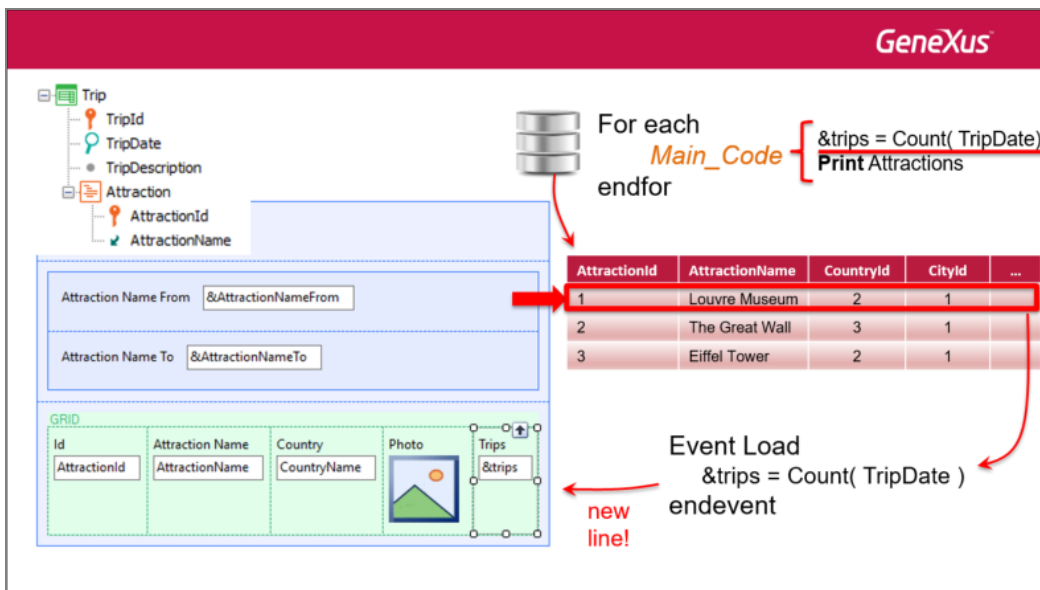 GeneXus™
Trip
TripId
TripDate
TripDescription
Attraction
AttractionId
AttractionName
For each
Main_Code
endfor
&trips = Count( TripDate)
Print Attractions
Attraction Name From &AttractionNameFrom
Attraction Name To &AttractionNameTo
AttractionId AttractionName CountryId CityId ...
1 Louvre Museum 2 1
2 The Great Wall 3 1
3 Eiffel Tower 2 1
GRID
Id Attraction Name Country Photo Trips
AttractionId AttractionName CountryName &trips
Event Load
&trips = Count( TripDate )
endevent
new
line!